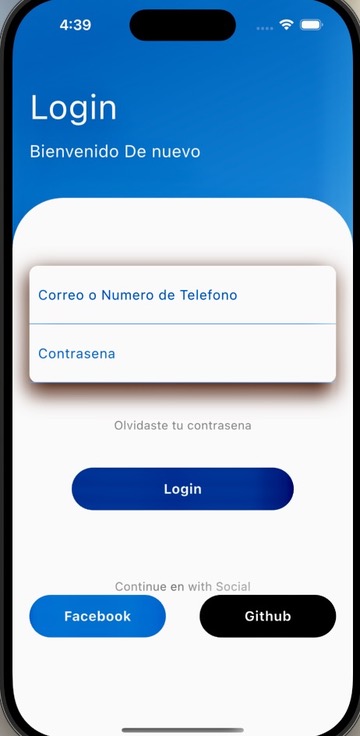 4:39
Login
Bienvenido De nuevo
Correo o Numero de Telefono
Contrasena
Olvidaste tu contrasena
Login
Continue en with Social
Facebook
Github